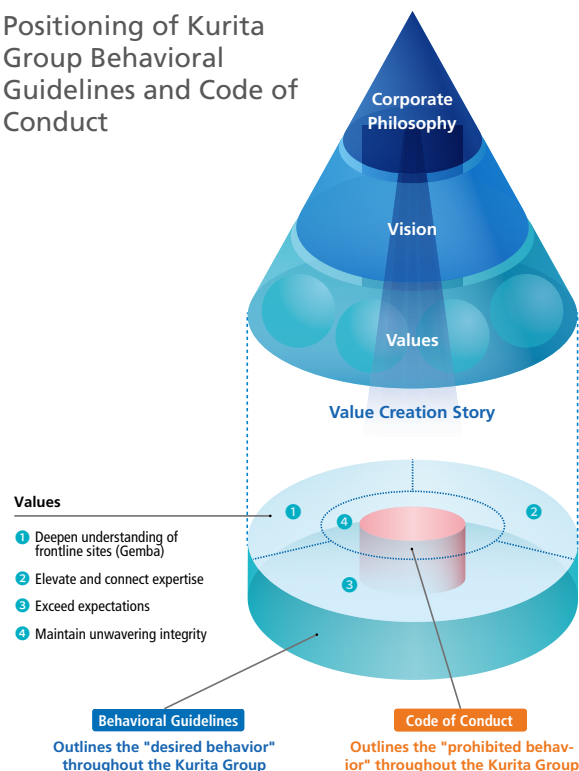 Positioning of Kurita
Group Behavioral
Guidelines and Code of
Conduct
Corporate
Philosophy
Vision
Values
Value Creation Story
Values
1 Deepen understanding of
frontline sites (Gemba)
2 Elevate and connect expertise
3 Exceed expectations
4 Maintain unwavering integrity
1
4
2
3
Behavioral Guidelines
Outlines the "desired behavior"
throughout the Kurita Group
Code of Conduct
Outlines the "prohibited behav-
ior" throughout the Kurita Group